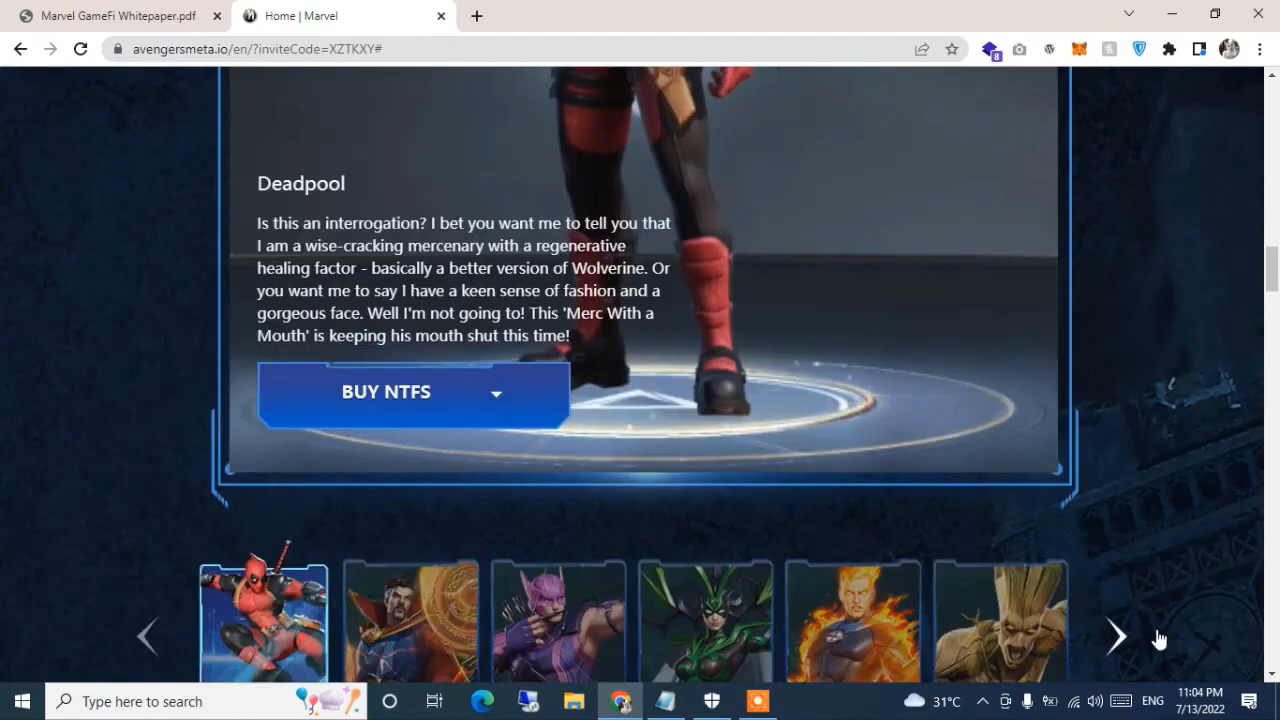 Marvel GameFi Whitepaper.pdf
Home | Marvel
avengersmeta.io/en/?inviteCode=XZTKXY#
8
Deadpool
Is this an interrogation? I bet you want me to tell you that
I am a wise-cracking mercenary with a regenerative
healing factor - basically a better version of Wolverine. Or
you want me to say I have a keen sense of fashion and a
gorgeous face. Well I'm not going to! This 'Merc With a
Mouth' is keeping his mouth shut this time!
BUY NTFS
Type here to search
31°C
ENG
11:04 PM
7/13/2022